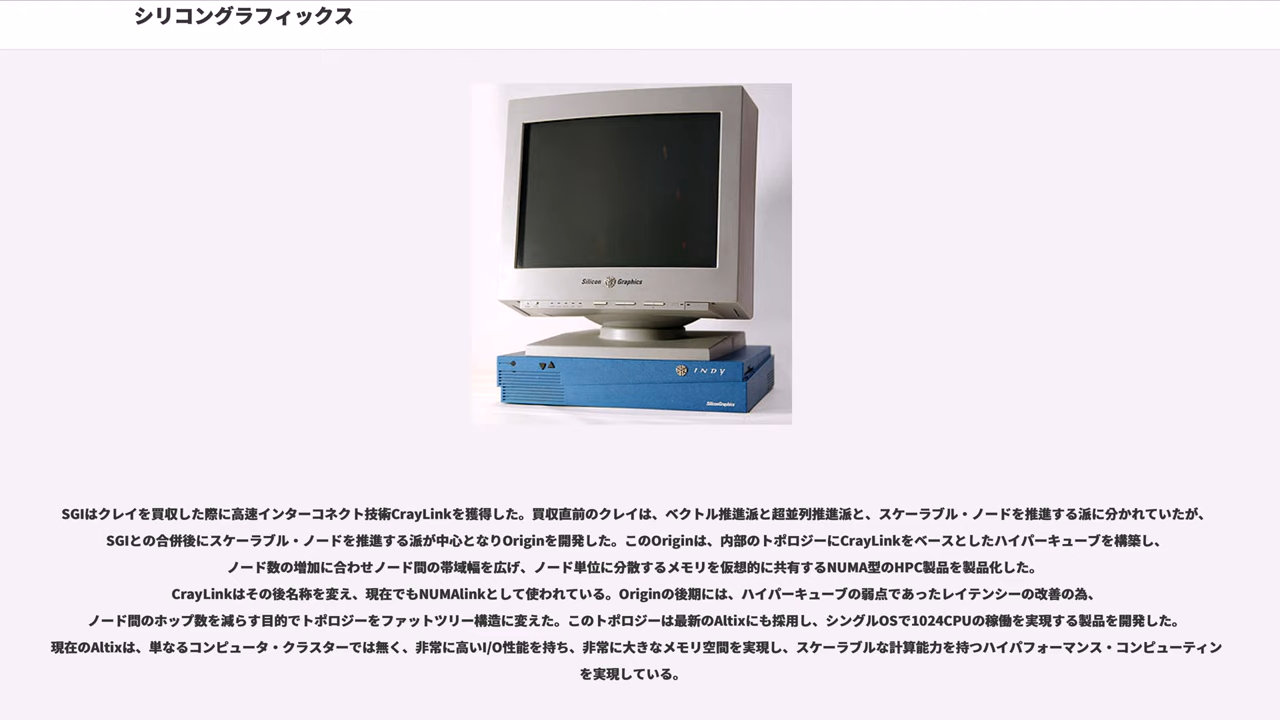 シリコングラフィックス
Silicon Graphics
INDY
SiliconGraphics
SGIはクレイを買収した際に高速インターコネクト技術CrayLinkを獲得した。買収直前のクレイは、ベクトル推進派と超並列推進派と、スケーラブル・ノードを推進する派に分かれていたが、
SGIとの合併後にスケーラブル・ノードを推進する派が中心となりOriginを開発した。このOriginは、内部のトポロジーにCrayLinkをベースとしたハイパーキューブを構築し、
ノード数の増加に合わせノード間の帯域幅を広げ、ノード単位に分散するメモリを仮想的に共有するNUMA型のHPC製品を製品化した。
CrayLinkはその後名称を変え、現在でもNUMAlinkとして使われている。Originの後期には、ハイパーキューブの弱点であったレイテンシーの改善の為、
ノード間のホップ数を減らす目的でトポロジーをファットツリー構造に変えた。このトポロジーは最新のAltixにも採用し、シングルOSで1024CPUの稼働を実現する製品を開発した。
現在のAltixは、単なるコンピュータ・クラスターでは無く、非常に高いI/O性能を持ち、非常に大きなメモリ空間を実現し、スケーラブルな計算能力を持つハイパフォーマンス・コンピューティン
を実現している。